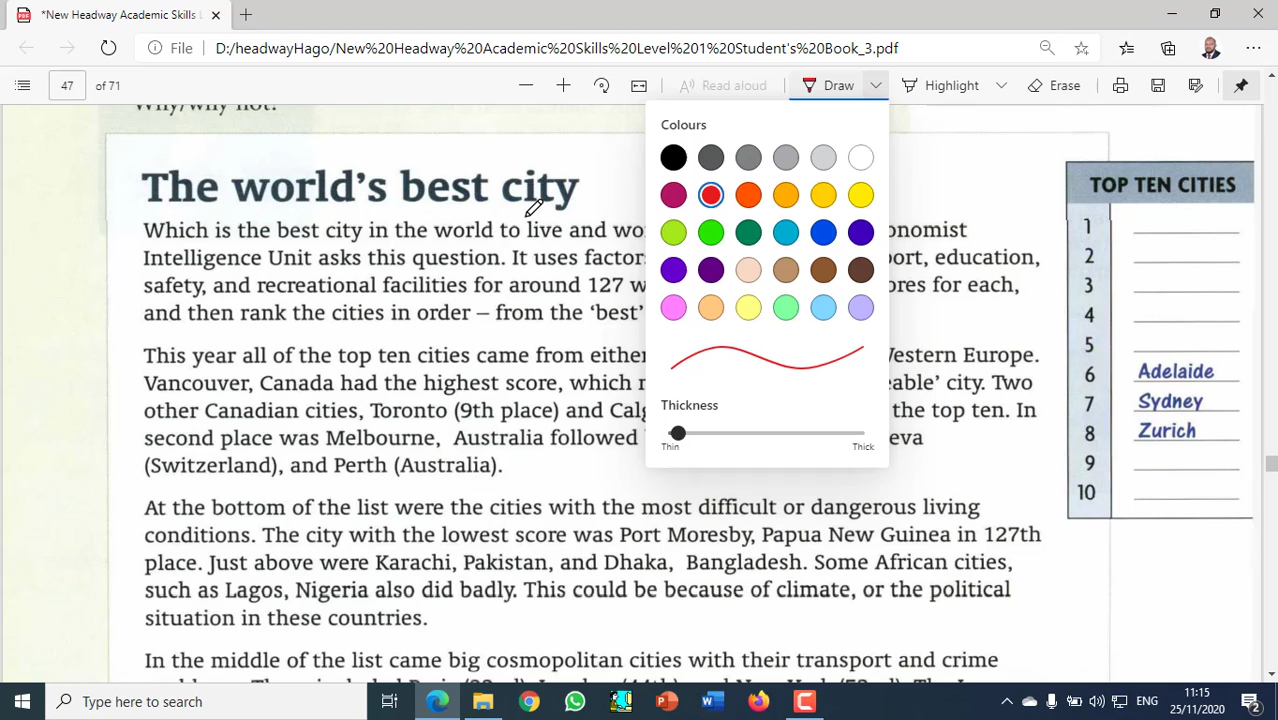 *New Headway Academic Skills L
File
D:/headwayHago/New%20Headway%20Academic%20Skills%20Level%201%20Student's%20Book_3.pdf
47 of 71
Read aloud
Draw
Highlight
Erase
Why/why not?
Colours
Thickness
Thin
Thick
The world's best city
Which is the best city in the world to live and wo onomist
Intelligence Unit asks this question. It uses factors ort, education,
safety, and recreational facilities for around 127 w ores for each,
and then rank the cities in order – from the 'best'
This year all of the top ten cities came from either Western Europe.
Vancouver, Canada had the highest score, which m eable' city. Two
other Canadian cities, Toronto (9th place) and Calg the top ten. In
second place was Melbourne, Australia followed eva
(Switzerland), and Perth (Australia).
At the bottom of the list were the cities with the most difficult or dangerous living
conditions. The city with the lowest score was Port Moresby, Papua New Guinea in 127th
place. Just above were Karachi, Pakistan, and Dhaka, Bangladesh. Some African cities,
such as Lagos, Nigeria also did badly. This could be because of climate, or the political
situation in these countries.
In the middle of the list came big cosmopolitan cities with their transport and crime
TOP TEN CITIES
1
2
3
4
5
6 Adelaide
7 Sydney
8 Zurich
9
10
Type here to search
ENG
11:15
25/11/2020
2